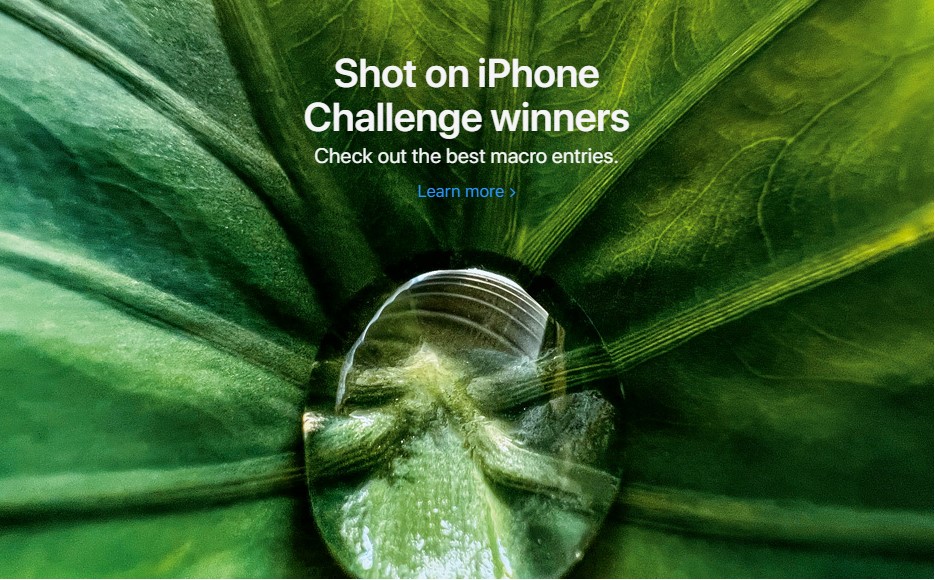 Shot on iPhone
Challenge winners
Check out the best macro entries.
Learn more >